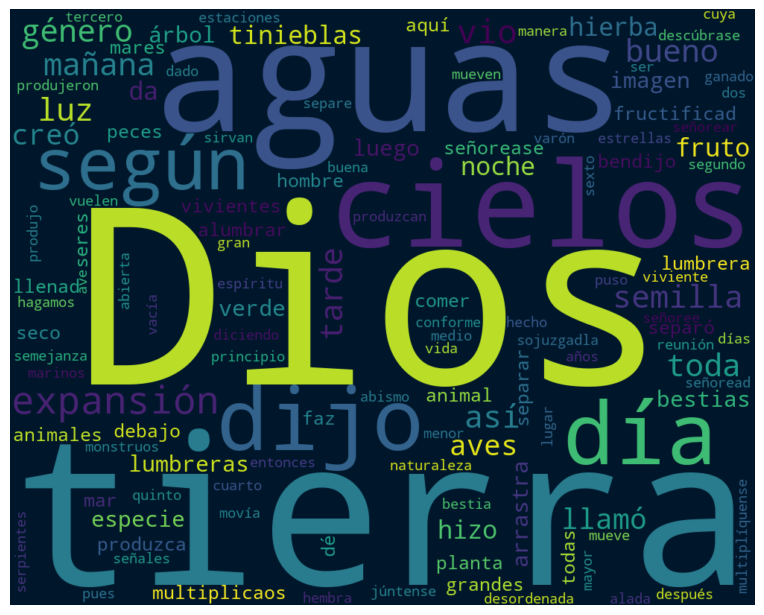 tercero
estaciones
cuya
género
árbol
tinieblas
aquí
vio
manera
hierba
mares
descúbrase
mañana
aguas
mueven
ser
bueno
produjeron
dado
imagen
ganado
da
separe
dos
luz
fructificad
creó
peces
sirvan
luego
señorease
varón
estrellas
señorear
fruto
según
buena
noche
bendijo
segundo
hombre
cielos
sexto
vuelen
vivientes
produzcan
produjo
ave
seres
alumbrar
gran
Dios
tarde
lumbrera
llenad
abierta
espíritu
puso
viviente
hagamos
vacía
verde
comer
semilla
seco
diciendo
conforme
hecho
señoree
separó
días
semejanza
principio
medio
sojuzgadla
reunión
marinos
vida
años
toda
señoread
expansión
dijo
abismo
animal
separar
bestias
faz
menor
así
día
lugar
animales
debajo
aves
monstruos
lumbreras
entonces
naturaleza
tierra
mar
quinto
cuarto
bestia
arrastra
especie
movía
hizo
llamó
multiplíquense
serpientes
produzca
dé
mueve
señales
planta
todas
mayor
pues
multiplicaos
hembra
júntense
grandes
desordenada
alada
después